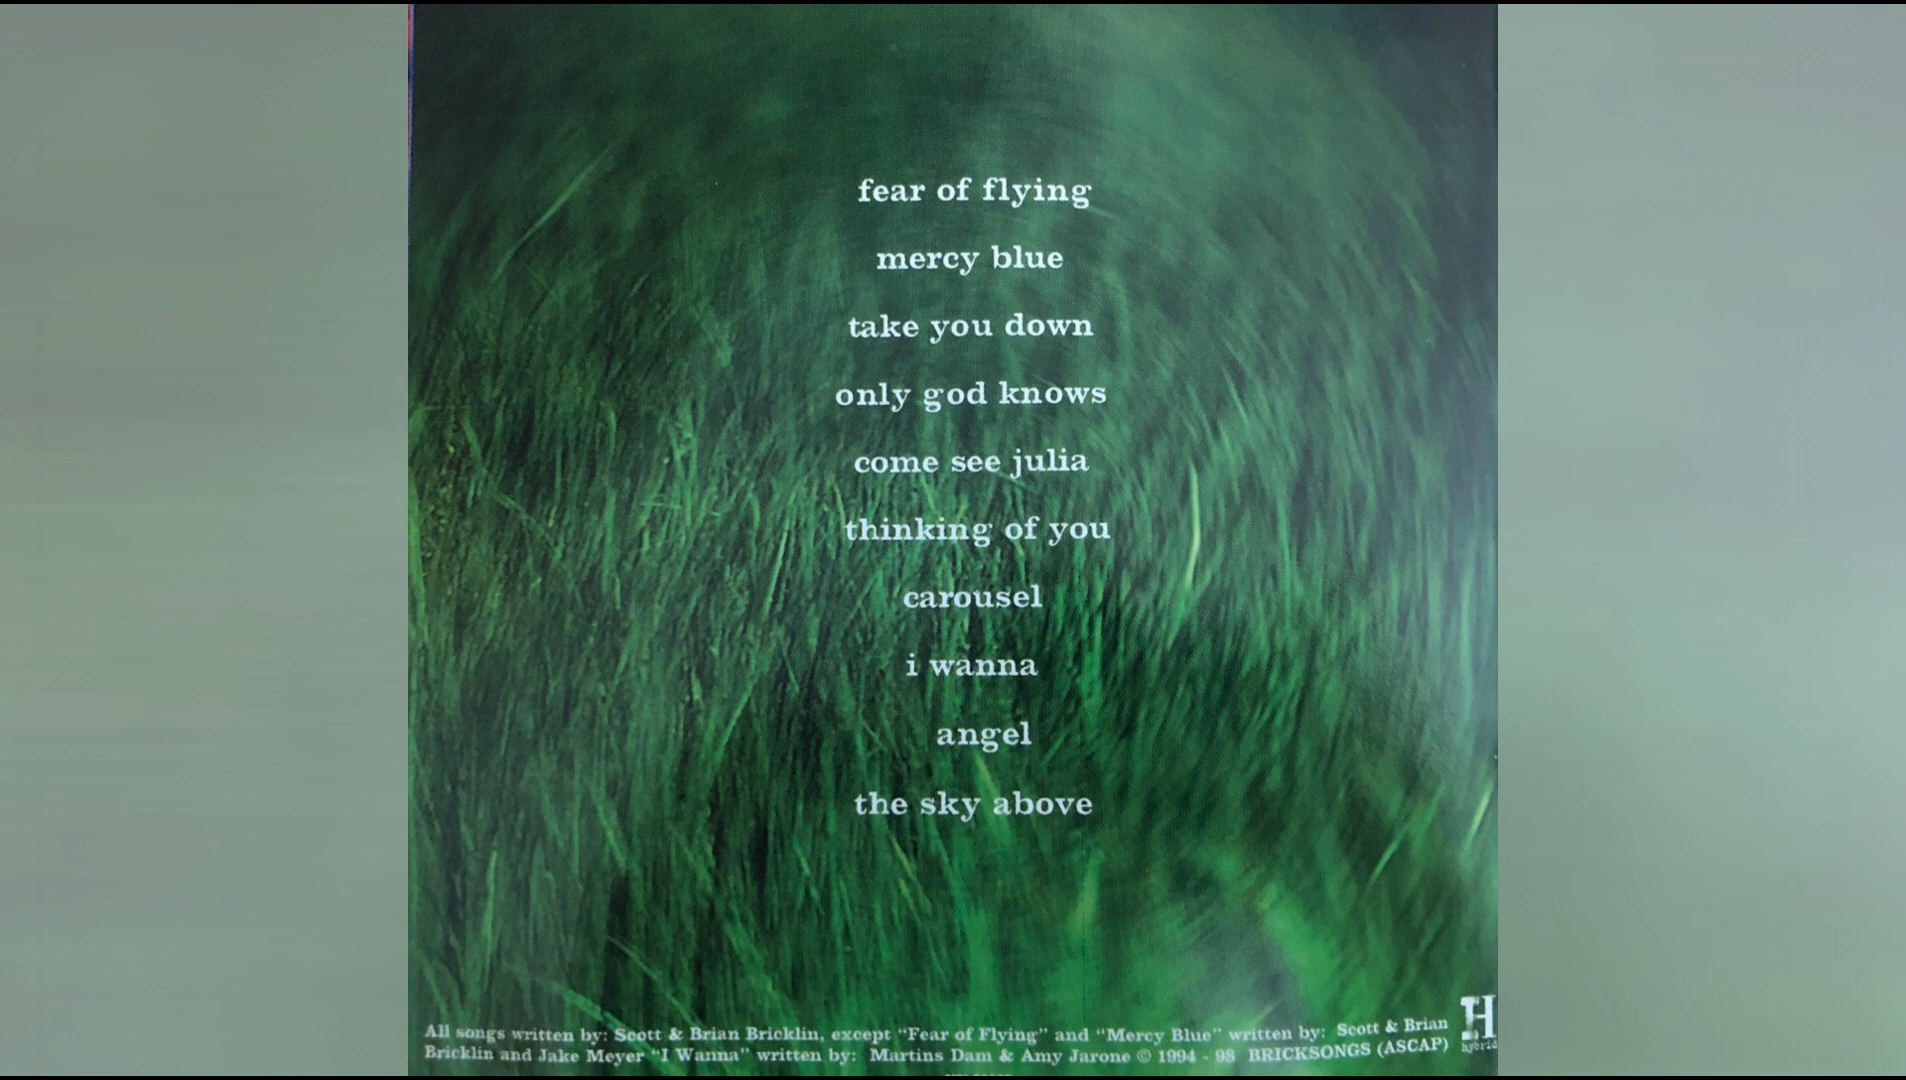 fear of flying
mercy blue
take you down
only god knows
come see julia
thinking of you
carousel
i wanna
angel
the sky above
All songs written by: Scott & Brian Bricklin, except "Fear of Flying" and "Mercy Blue" written by: Scott & Brian
Bricklin and Jake Meyer "I Wanna" written by: Martins Dam & Amy Jarone © 1994 - 98 BRICKSONGS (ASCAP)
H
hybrid